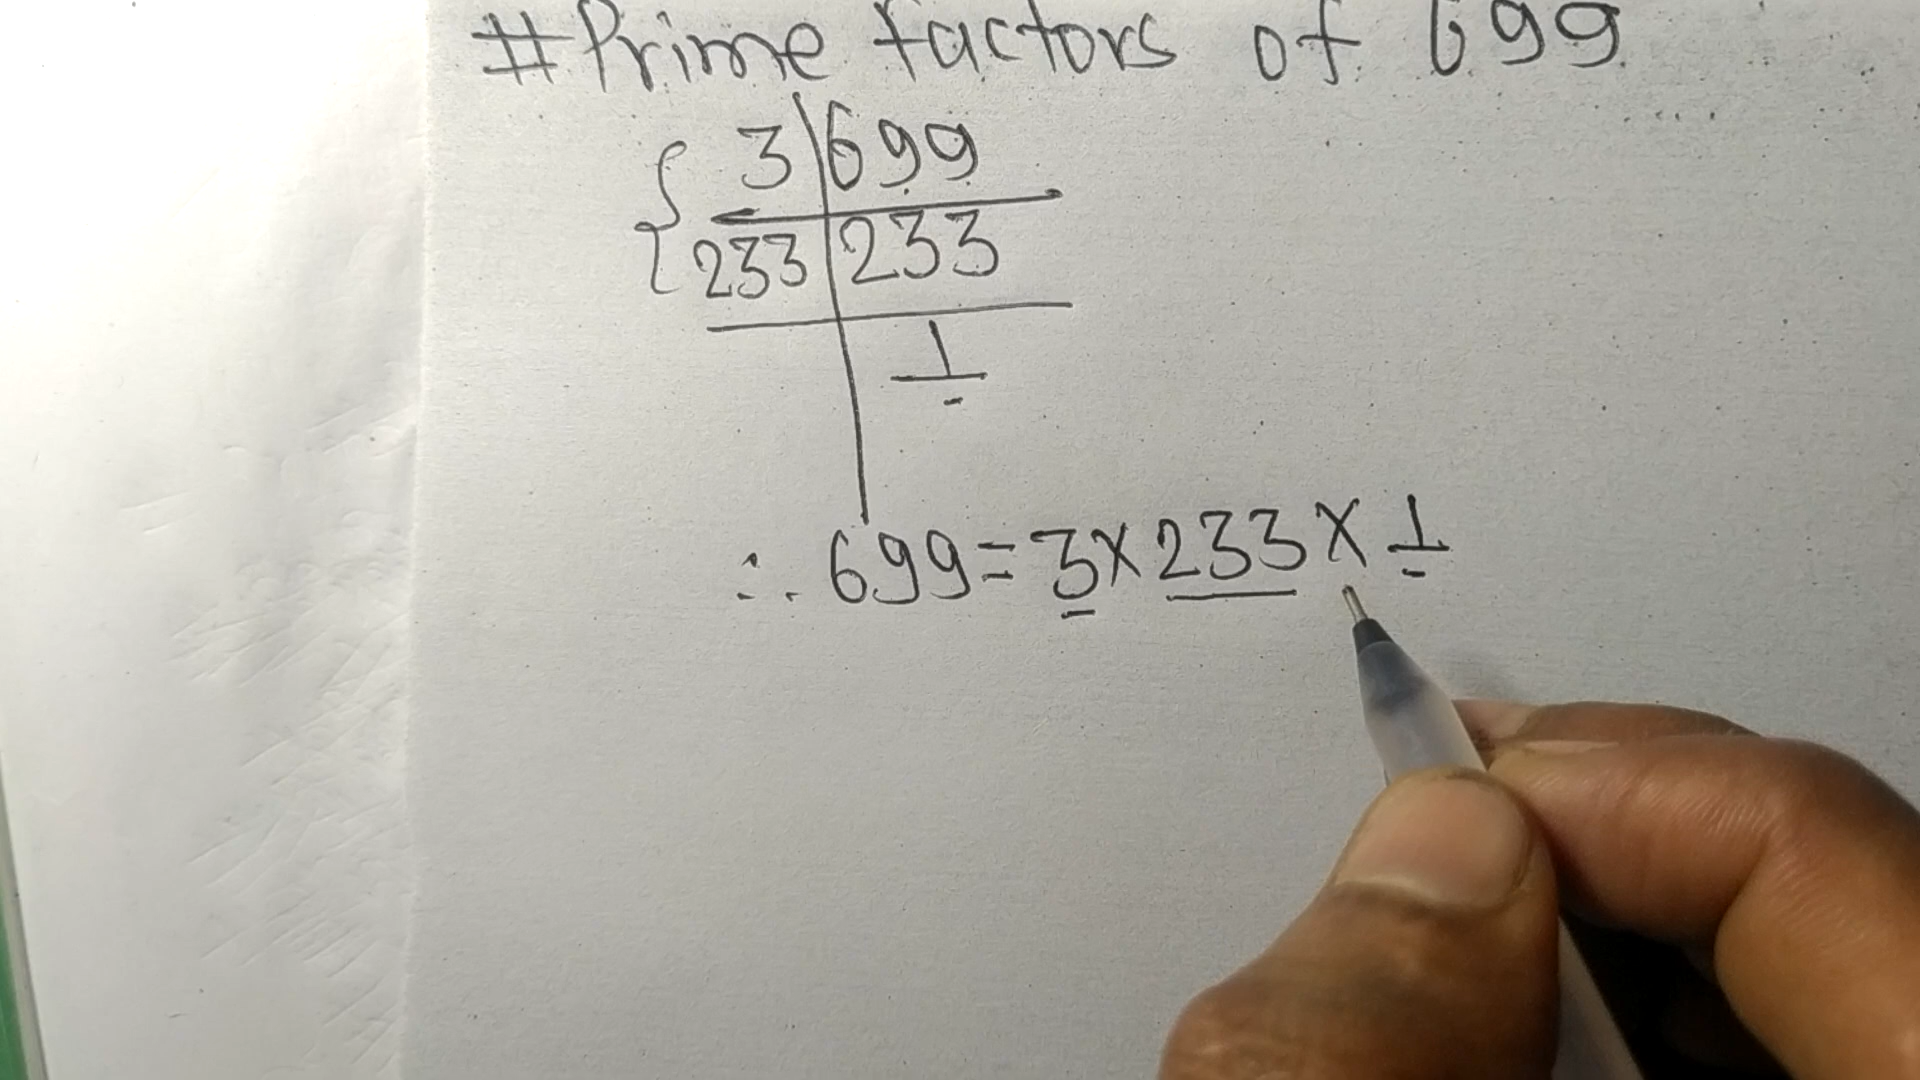 #Prime factors of 699
3 699
233 233
1
∴ 699=3×233×1